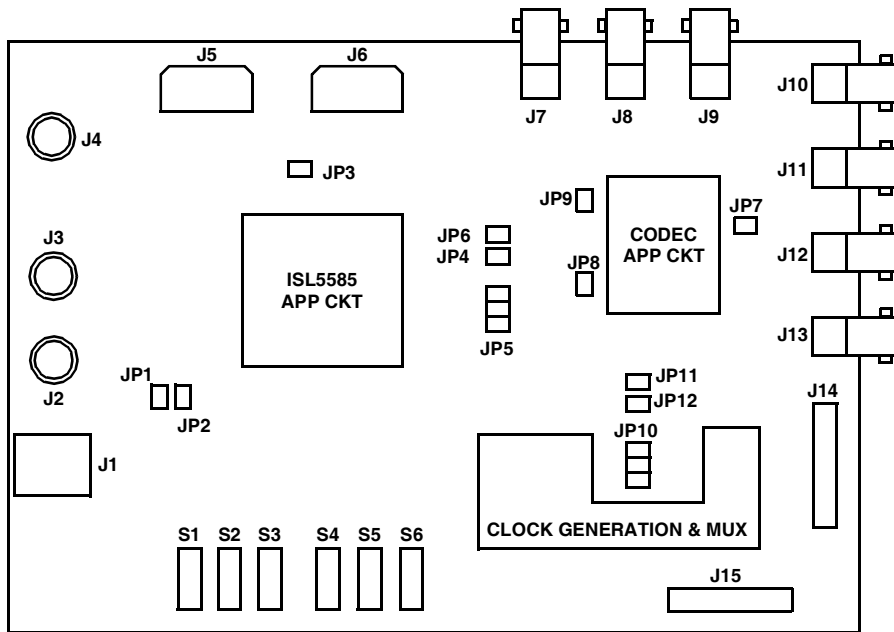 J5
J6
J7
J8
J9
J10
J4
JP3
J11
JP9
JP7
J3
JP6
JP4
CODEC
APP CKT
J12
ISL5585
APP CKT
JP8
J13
JP5
JP1
JP11
J2
JP12
J14
JP2
JP10
J1
S1
S2
S3
S4
S5
S6
CLOCK GENERATION & MUX
J15